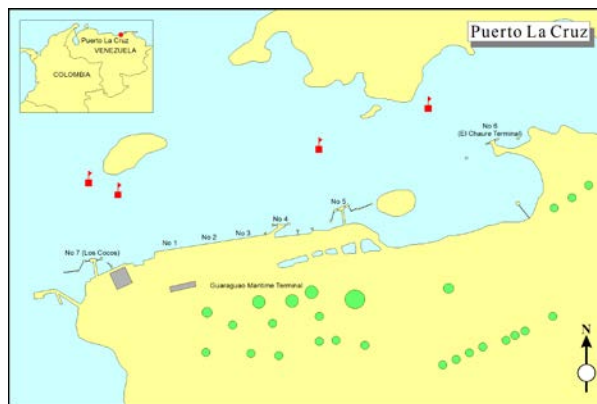 Puerto La Cruz
Puerto La Cruz
VENEZUELA
COLOMBIA
No 6
(El Chaure Terminal)
No 5
No 4
No 3
No 2
No 1
No 7 (Los Cocos)
Guaraguao Maritime Terminal
N